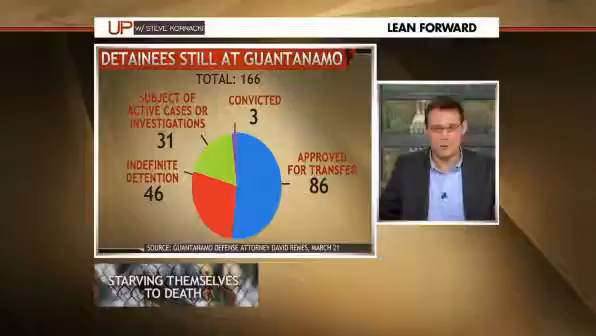 UP W/ STEVE KORNACKI
LEAN FORWARD
DETAINEES STILL AT GUANTANAMO
TOTAL: 166
SUBJECT OF
ACTIVE CASES OR
INVESTIGATIONS
31
CONVICTED
3
INDEFINITE
DETENTION
46
APPROVED
FOR TRANSFER
86
SOURCE: GUANTANAMO DEFENSE ATTORNEY DAVID REMES, MARCH 21
STARVING THEMSELVES
TO DEATH